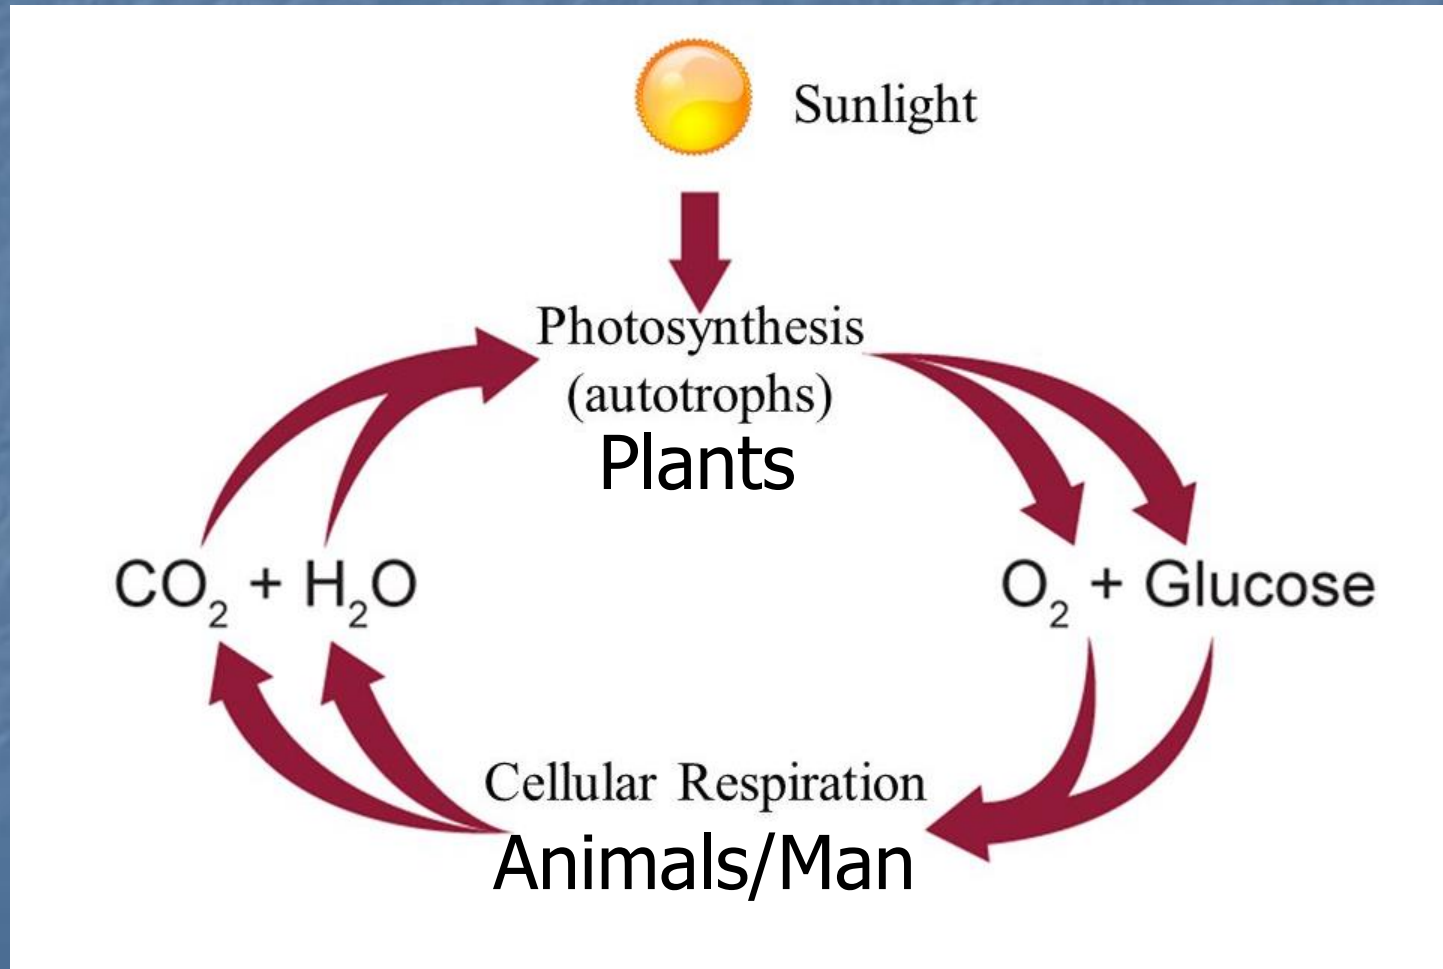 Sunlight
Photosynthesis
(autotrophs)
Plants
CO₂ + H₂O
O₂ + Glucose
Cellular Respiration
Animals/Man